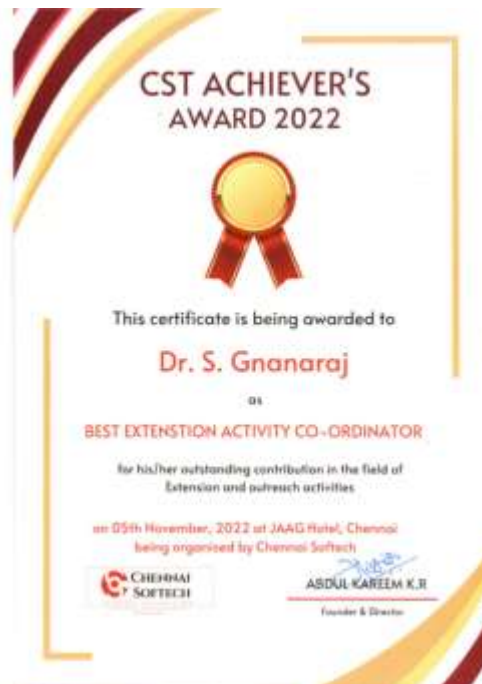 CST ACHIEVER'S
AWARD 2022
This certificate is being awarded to
Dr. S. Gnanaraj
as
BEST EXTENSTION ACTIVITY CO-ORDINATOR
for his/her outstanding contribution in the field of
Extension and outreach activities
on 05th November, 2022 at JAAG Hotel, Chennai
being organised by Chennai Softech
CHENNAI
SOFTECH
ABDUL KAREEM K.R
Founder & Director